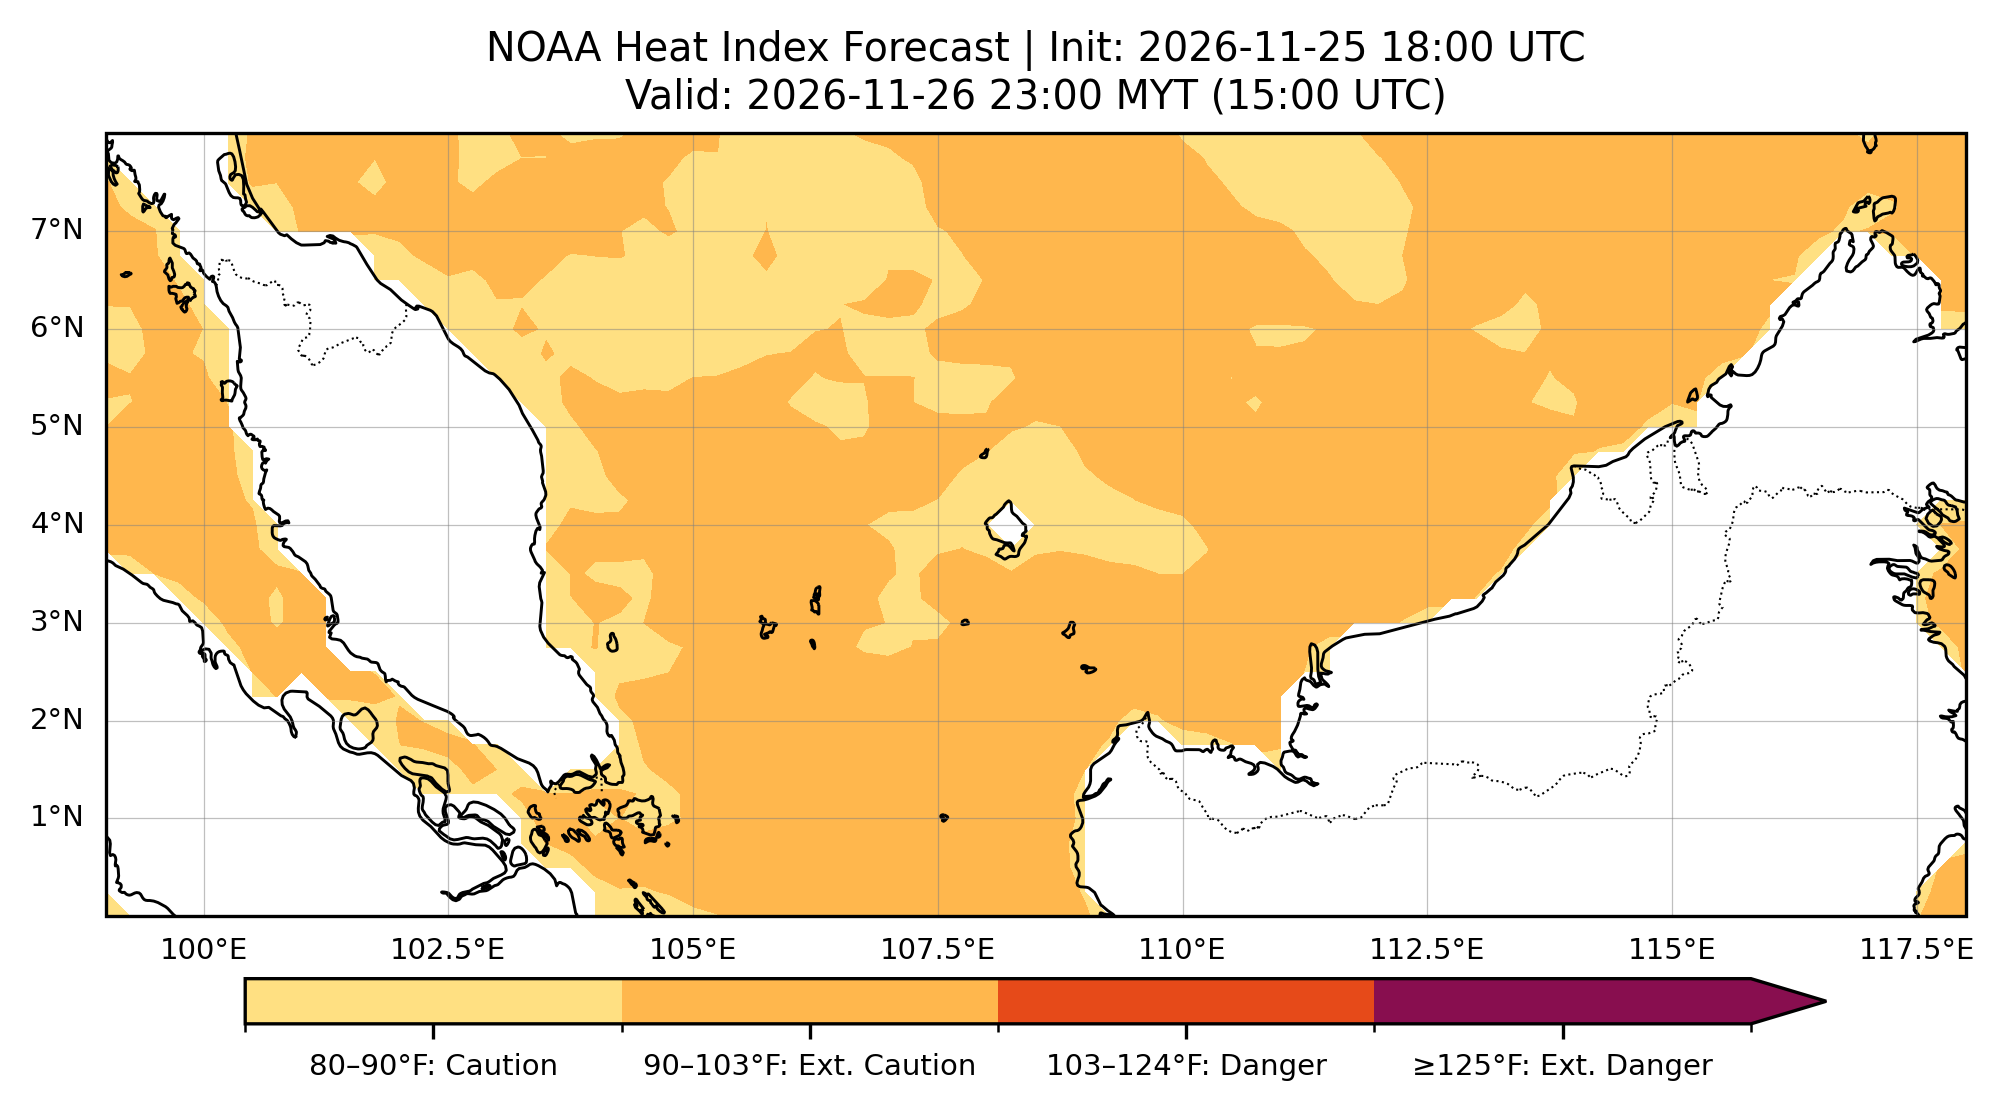 NOAA Heat Index Forecast | Init: 2026-11-25 18:00 UTC
Valid: 2026-11-26 23:00 MYT (15:00 UTC)
7°N
6°N
5°N
4°N
3°N
2°N
1°N
100°E 102.5°E 105°E 107.5°E 110°E 112.5°E 115°E 117.5°E
80–90°F: Caution 90–103°F: Ext. Caution 103–124°F: Danger ≥125°F: Ext. Danger